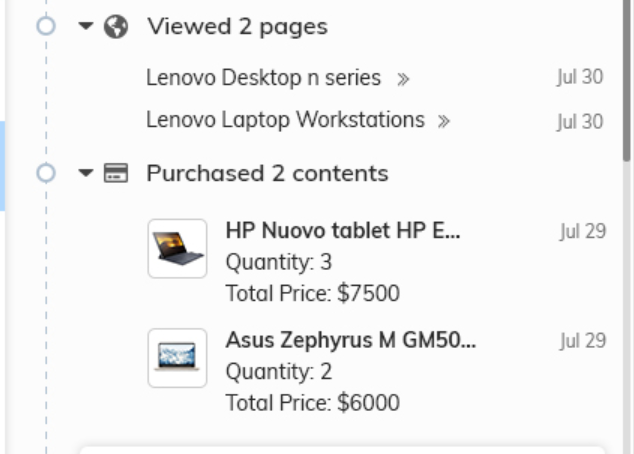 Viewed 2 pages
Lenovo Desktop n series »
Jul 30
Lenovo Laptop Workstations »
Jul 30
Purchased 2 contents
HP Nuovo tablet HP E...
Jul 29
Quantity: 3
Total Price: $7500
Asus Zephyrus M GM50...
Jul 29
Quantity: 2
Total Price: $6000